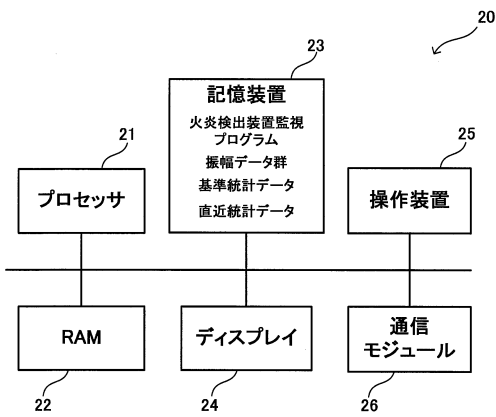 20
23
記憶装置
火炎検出装置監視
プログラム
振幅データ群
基準統計データ
直近統計データ
21
プロセッサ
25
操作装置
RAM
22
ディスプレイ
24
通信
モジュール
26